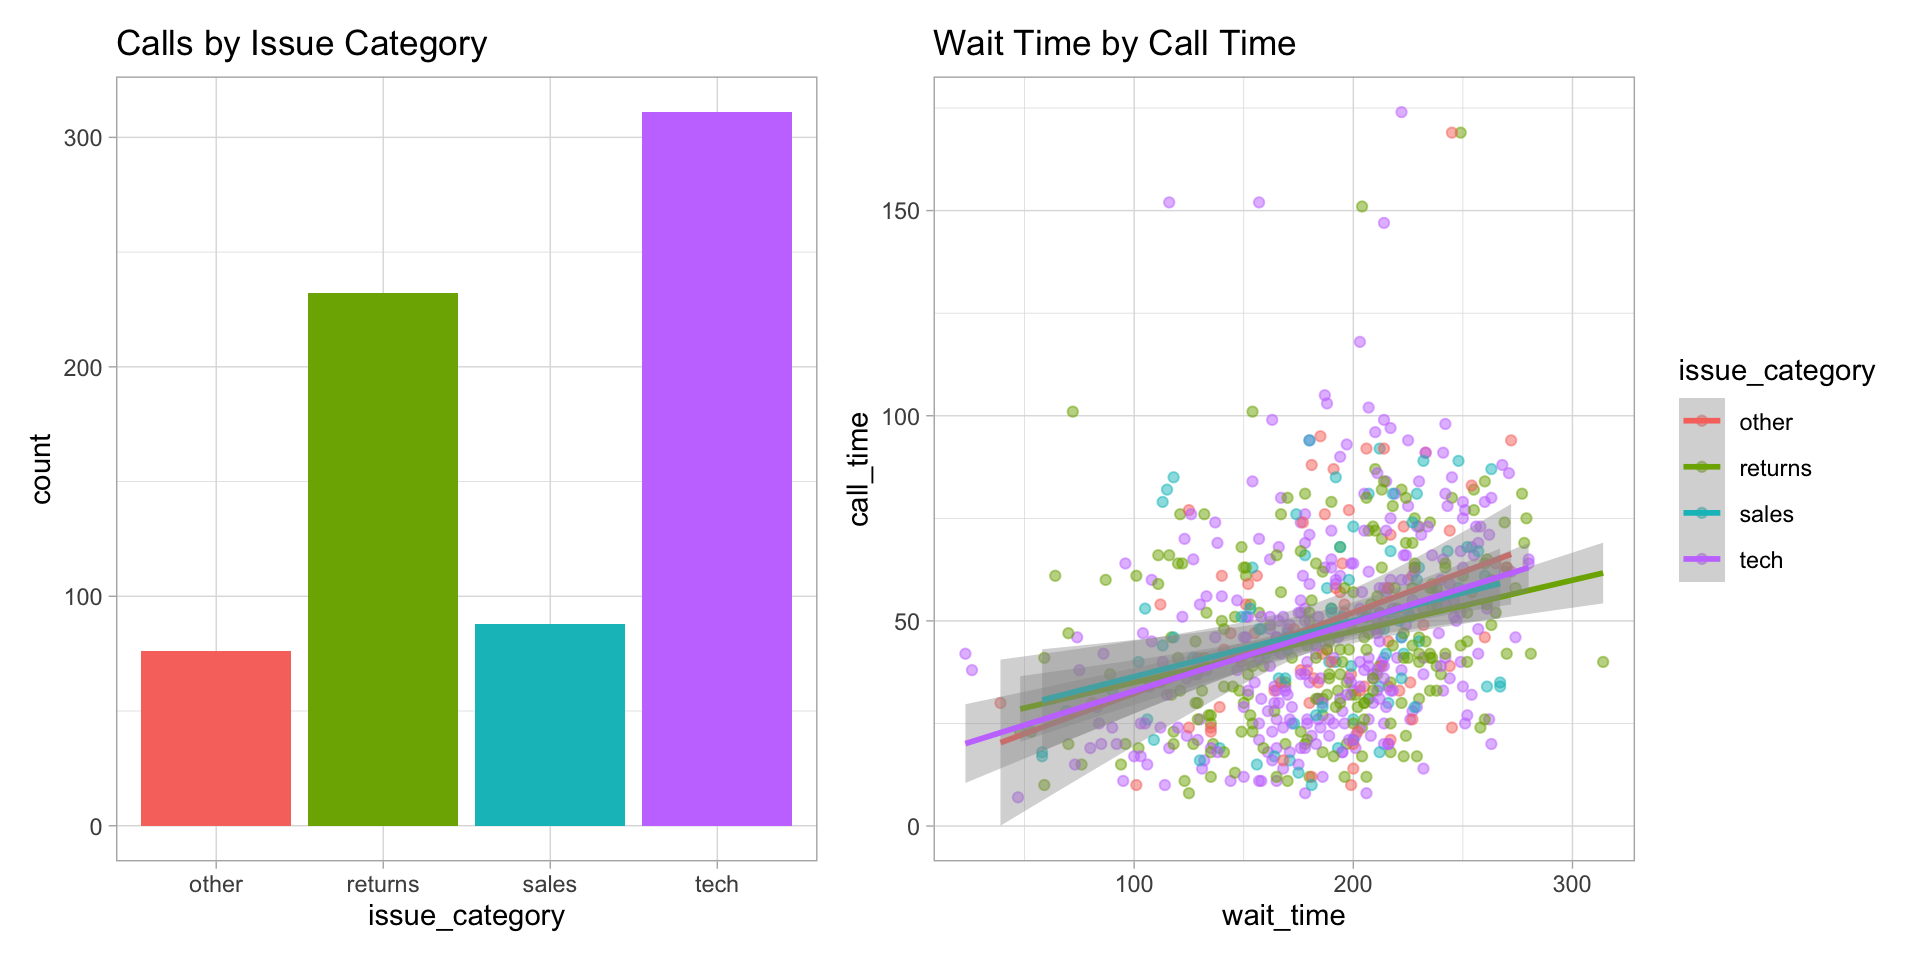 Calls by Issue Category
300
200
100
0
count
other
returns
sales
tech
issue_category
Wait Time by Call Time
150
100
50
0
call_time
100
200
300
wait_time
issue_category
other
returns
sales
tech